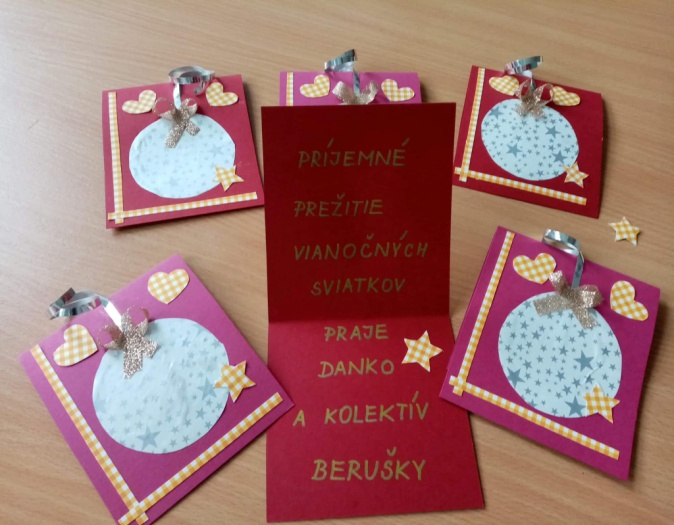 PRÍJEMNÉ
PREŽITIE
VIANOČNÝCH
SVIATKOV
PRAJE
DANKO
A KOLEKTÍV
BERUŠKY